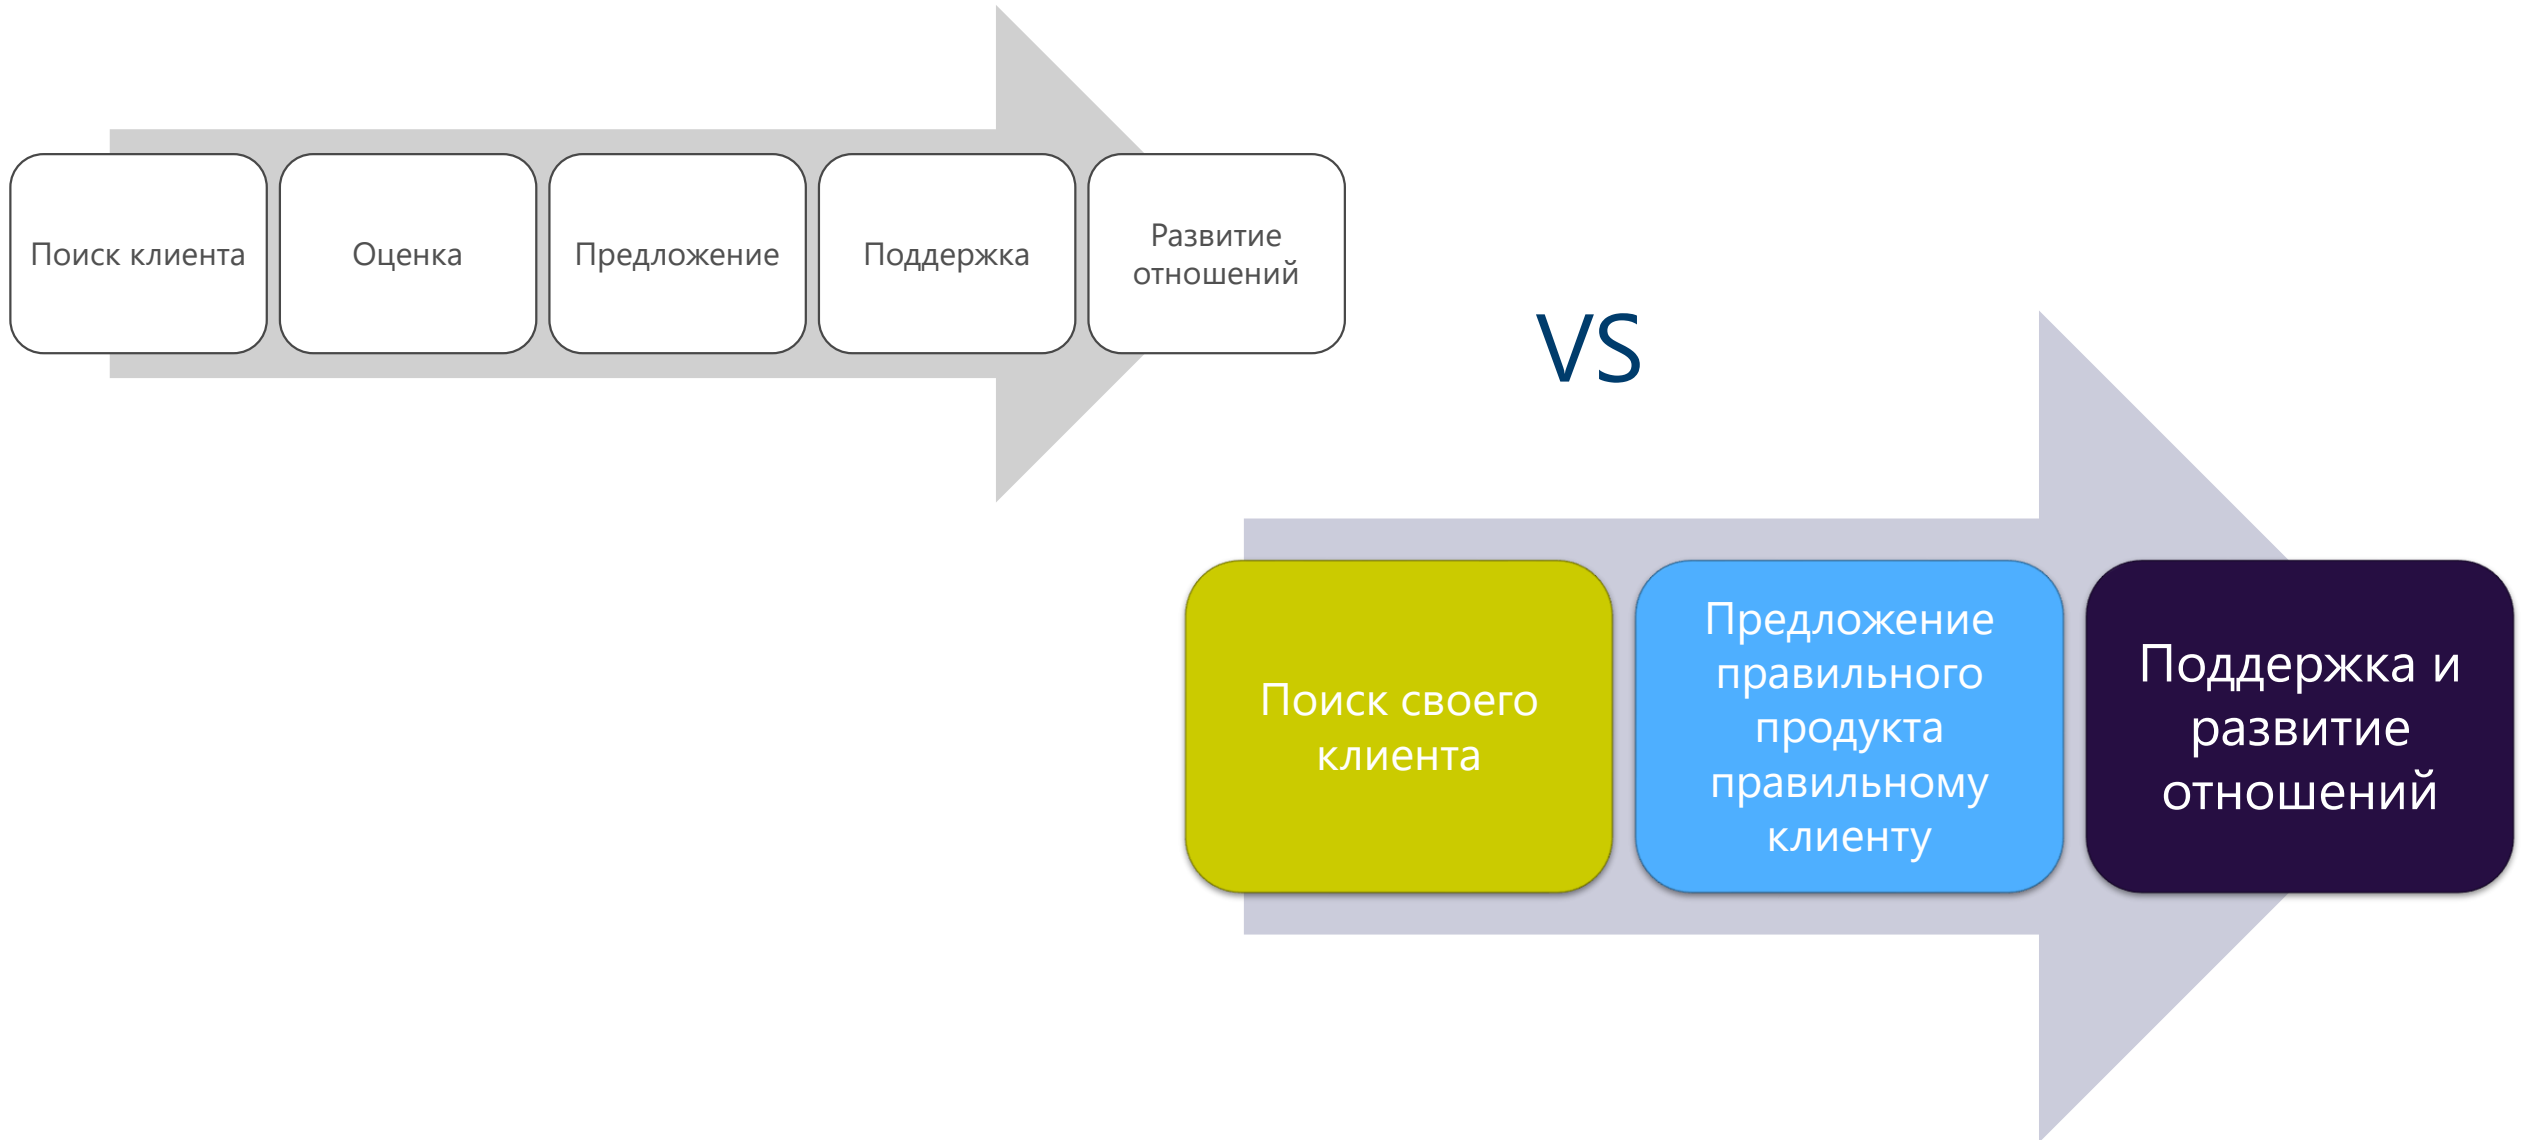 Поиск клиента
Оценка
Предложение
Поддержка
Развитие
отношений
VS
Поиск своего
клиента
Предложение
правильного
продукта
правильному
клиенту
Поддержка и
развитие
отношений